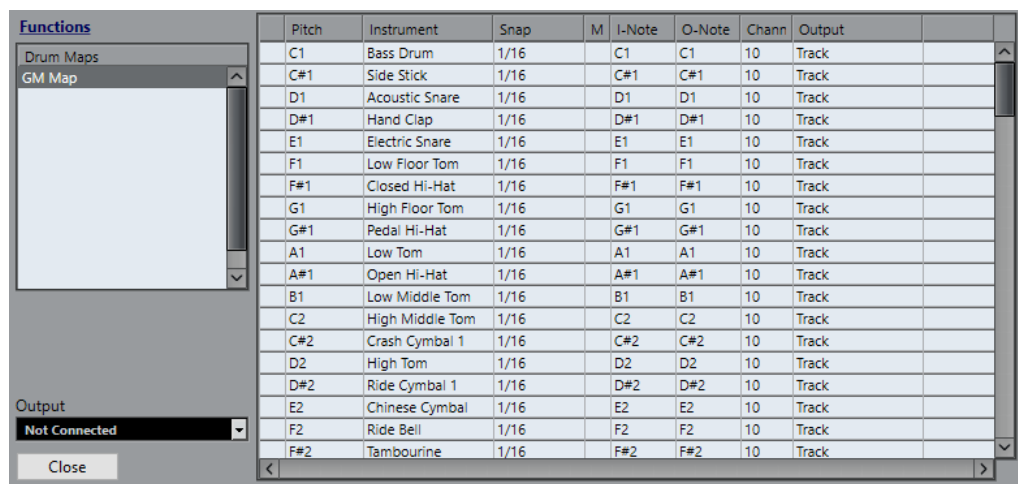 Functions
Drum Maps
GM Map
Output
Not Connected
Close
Pitch Instrument Snap M I-Note O-Note Chann Output
C1 Bass Drum 1/16 C1 C1 10 Track
C#1 Side Stick 1/16 C#1 C#1 10 Track
D1 Acoustic Snare 1/16 D1 D1 10 Track
D#1 Hand Clap 1/16 D#1 D#1 10 Track
E1 Electric Snare 1/16 E1 E1 10 Track
F1 Low Floor Tom 1/16 F1 F1 10 Track
F#1 Closed Hi-Hat 1/16 F#1 F#1 10 Track
G1 High Floor Tom 1/16 G1 G1 10 Track
G#1 Pedal Hi-Hat 1/16 G#1 G#1 10 Track
A1 Low Tom 1/16 A1 A1 10 Track
A#1 Open Hi-Hat 1/16 A#1 A#1 10 Track
B1 Low Middle Tom 1/16 B1 B1 10 Track
C2 High Middle Tom 1/16 C2 C2 10 Track
C#2 Crash Cymbal 1 1/16 C#2 C#2 10 Track
D2 High Tom 1/16 D2 D2 10 Track
D#2 Ride Cymbal 1 1/16 D#2 D#2 10 Track
E2 Chinese Cymbal 1/16 E2 E2 10 Track
F2 Ride Bell 1/16 F2 F2 10 Track
F#2 Tambourine 1/16 F#2 F#2 10 Track